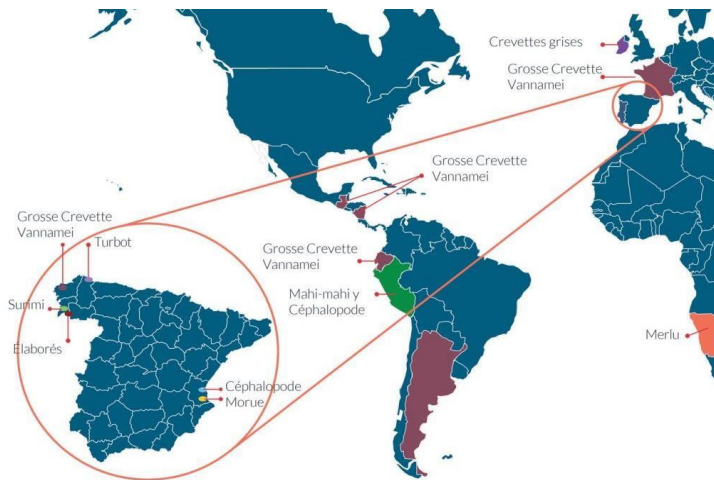 Crevettes grises
Grosse Crevette
Vannamei
Grosse Crevette
Vannamei
Grosse Crevette
Vannamei
Mahi-mahi y
Céphalopode
Merlu
Grosse Crevette
Vannamei
Turbot
Surimi
Elaborés
Céphalopode
Morue